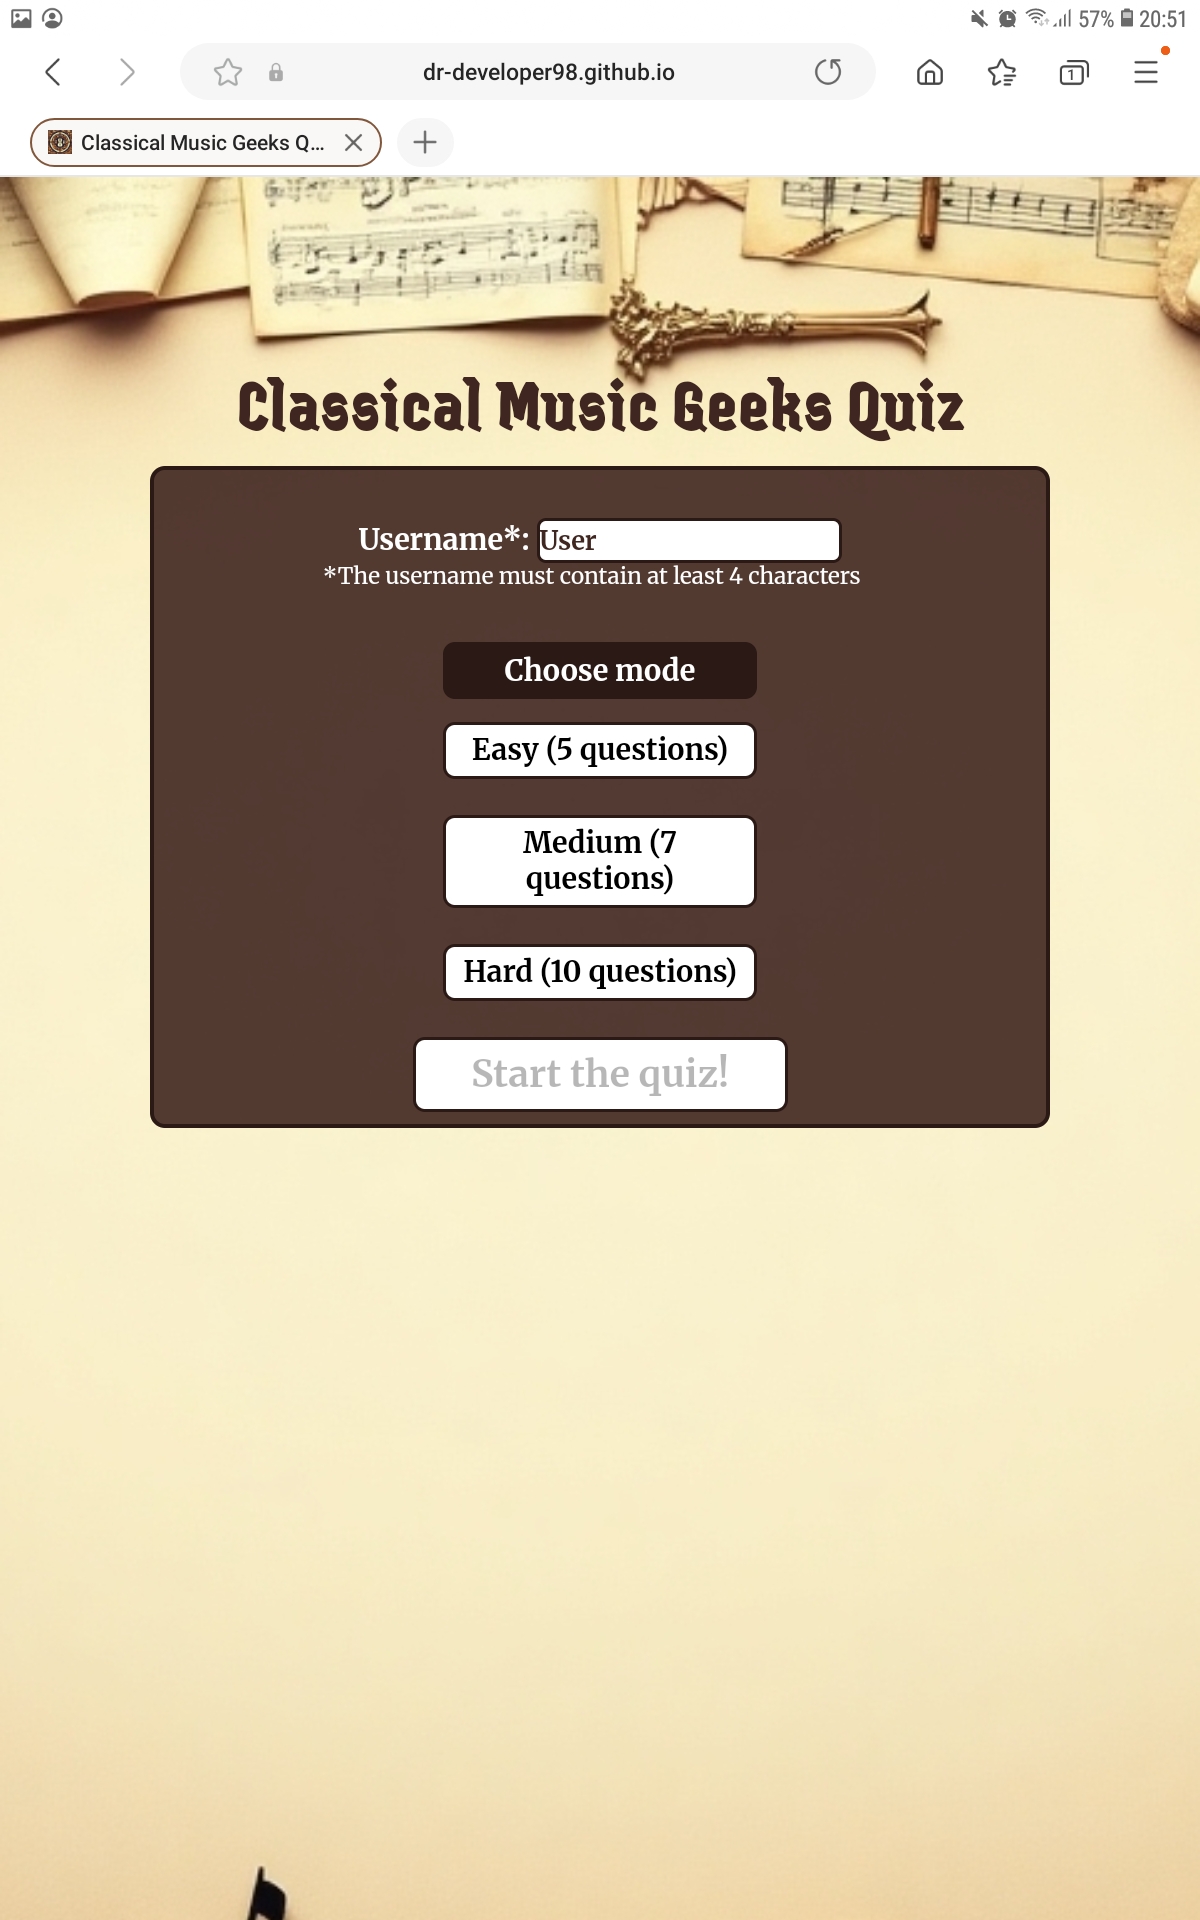 57% 20:51
dr-developer98.github.io
1
Classical Music Geeks Q...
Classical Music Geeks Quiz
Username*: User
*The username must contain at least 4 characters
Choose mode
Easy (5 questions)
Medium (7
questions)
Hard (10 questions)
Start the quiz!